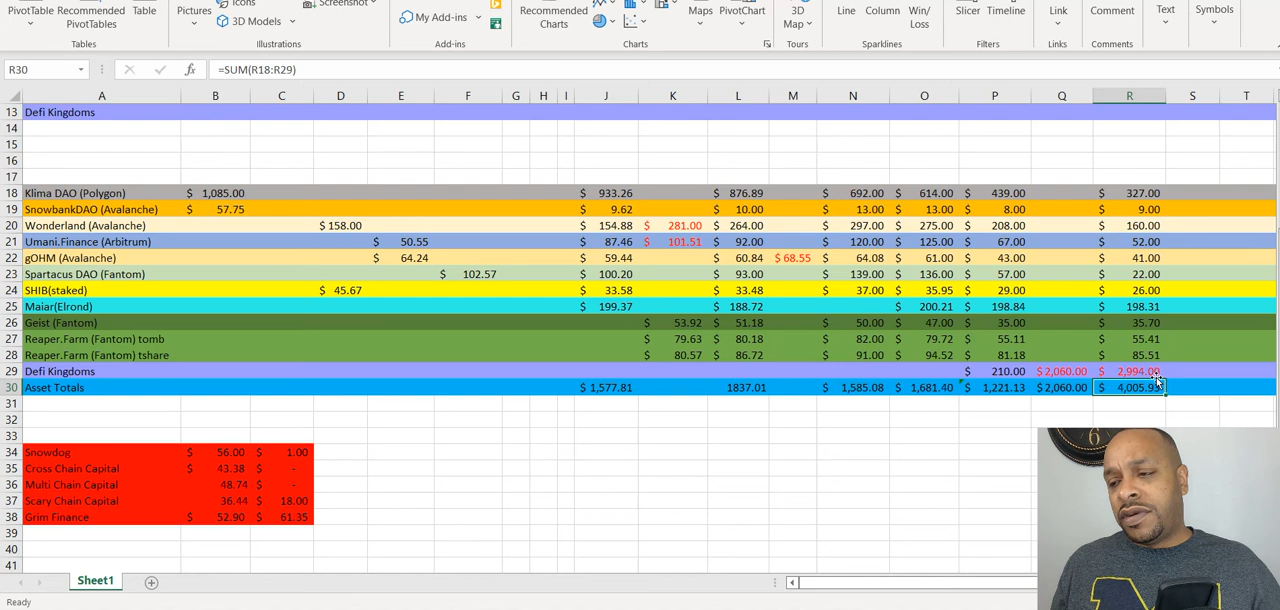 PivotTable Recommended PivotTables Table Pictures Icons 3D Models Screenshot My Add-ins Recommended Charts Maps PivotChart 3D Map Line Column Win/Loss Slicer Timeline Link Comment Text Symbols
Tables Illustrations Add-ins Charts Tours Sparklines Filters Links Comments
R30 fx =SUM(R18:R29)
A B C D E F G H I J K L M N O P Q R S T
13 Defi Kingdoms
14
15
16
17
18 Klima DAO (Polygon) $ 1,085.00 $ 933.26 $ 876.89 $ 692.00 $ 614.00 $ 439.00 $ 327.00
19 SnowbankDAO (Avalanche) $ 57.75 $ 9.62 $ 10.00 $ 13.00 $ 13.00 $ 8.00 $ 9.00
20 Wonderland (Avalanche) $ 158.00 $ 154.88 $ 281.00 $ 264.00 $ 297.00 $ 275.00 $ 208.00 $ 160.00
21 Umani.Finance (Arbitrum) $ 50.55 $ 87.46 $ 101.51 $ 92.00 $ 120.00 $ 125.00 $ 67.00 $ 52.00
22 gOHM (Avalanche) $ 64.24 $ 59.44 $ 60.84 $ 68.55 $ 64.08 $ 61.00 $ 43.00 $ 41.00
23 Spartacus DAO (Fantom) $ 102.57 $ 100.20 $ 93.00 $ 139.00 $ 136.00 $ 57.00 $ 22.00
24 SHIB(staked) $ 45.67 $ 33.58 $ 33.48 $ 37.00 $ 35.95 $ 29.00 $ 26.00
25 Maiar(Elrond) $ 199.37 $ 188.72 $ 200.21 $ 198.84 $ 198.31
26 Geist (Fantom) $ 53.92 $ 51.18 $ 50.00 $ 47.00 $ 35.00 $ 35.70
27 Reaper.Farm (Fantom) tomb $ 79.63 $ 80.18 $ 82.00 $ 79.72 $ 55.11 $ 55.41
28 Reaper.Farm (Fantom) tshare $ 80.57 $ 86.72 $ 91.00 $ 94.52 $ 81.18 $ 85.51
29 Defi Kingdoms $ 210.00 $ 2,060.00 $ 2,994.00
30 Asset Totals $ 1,577.81 1837.01 $ 1,585.08 $ 1,681.40 $ 1,221.13 $ 2,060.00 $ 4,005.93
31
32
33
34 Snowdog $ 56.00 $ 1.00
35 Cross Chain Capital $ 43.38 $ -
36 Multi Chain Capital 48.74 $ -
37 Scary Chain Capital 36.44 $ 18.00
38 Grim Finance $ 52.90 $ 61.35
39
40
41
Sheet1
Ready